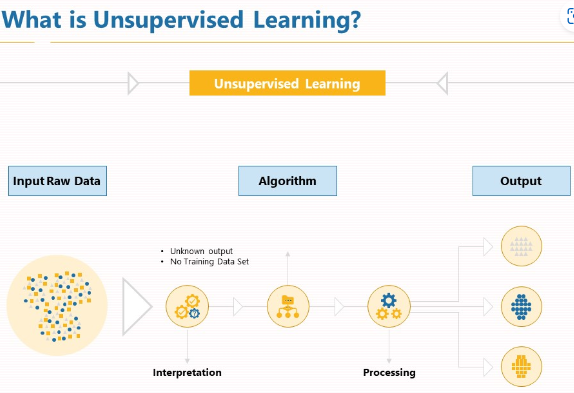 What is Unsupervised Learning?
Unsupervised Learning
Input Raw Data
Algorithm
Output
• Unknown output
• No Training Data Set
Interpretation
Processing